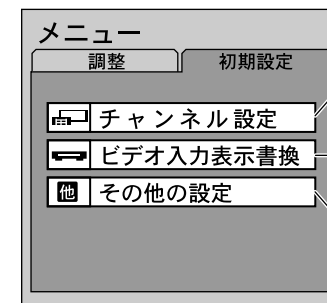 メニュー
調整 初期設定
チャンネル設定
ビデオ入力表示書換
他 その他の設定